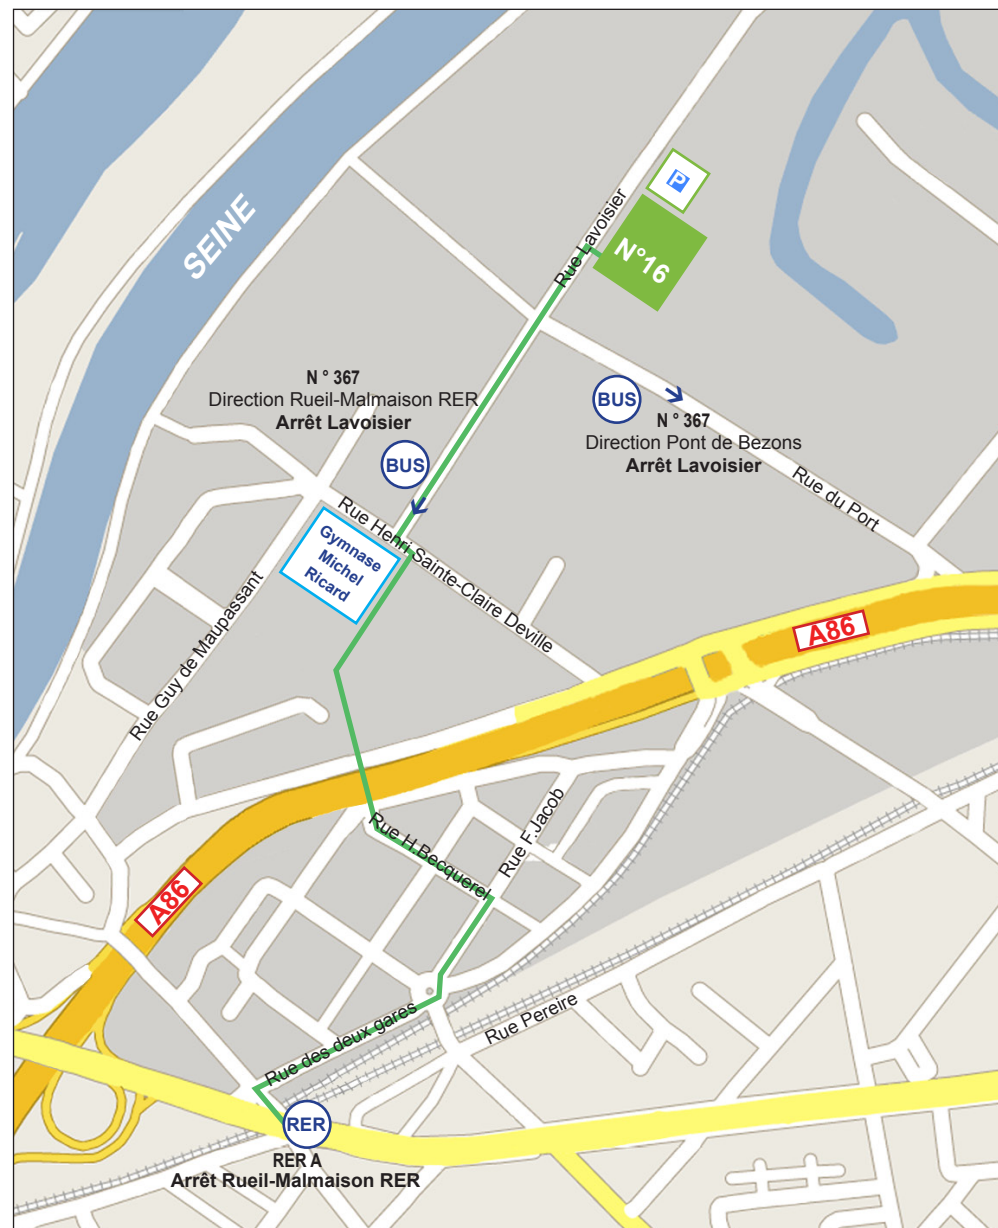 SEINE
P
Rue Lavoisier
N°16
N ° 367
Direction Rueil-Malmaison RER
Arrêt Lavoisier
BUS
BUS
N ° 367
Direction Pont de Bezons
Arrêt Lavoisier
Rue du Port
Rue Henri Sainte-Claire Deville
Gymnase
Michel
Ricard
Rue Guy de Maupassant
A86
Rue F.Jacob
Rue H.Becquerel
A86
Rue Pereire
Rue des deux gares
RER
RER A
Arrêt Rueil-Malmaison RER